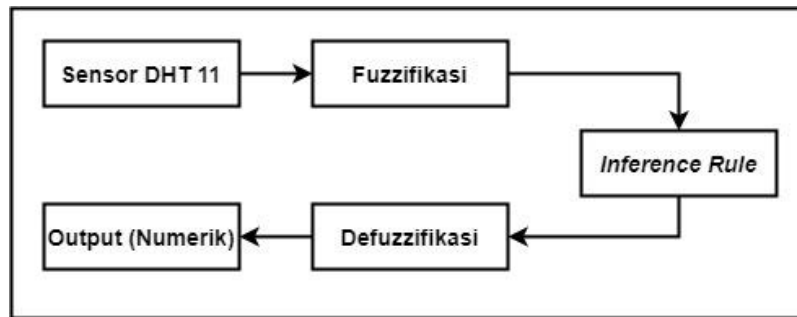 Sensor DHT 11
Fuzzifikasi
Inference Rule
Defuzzifikasi
Output (Numerik)